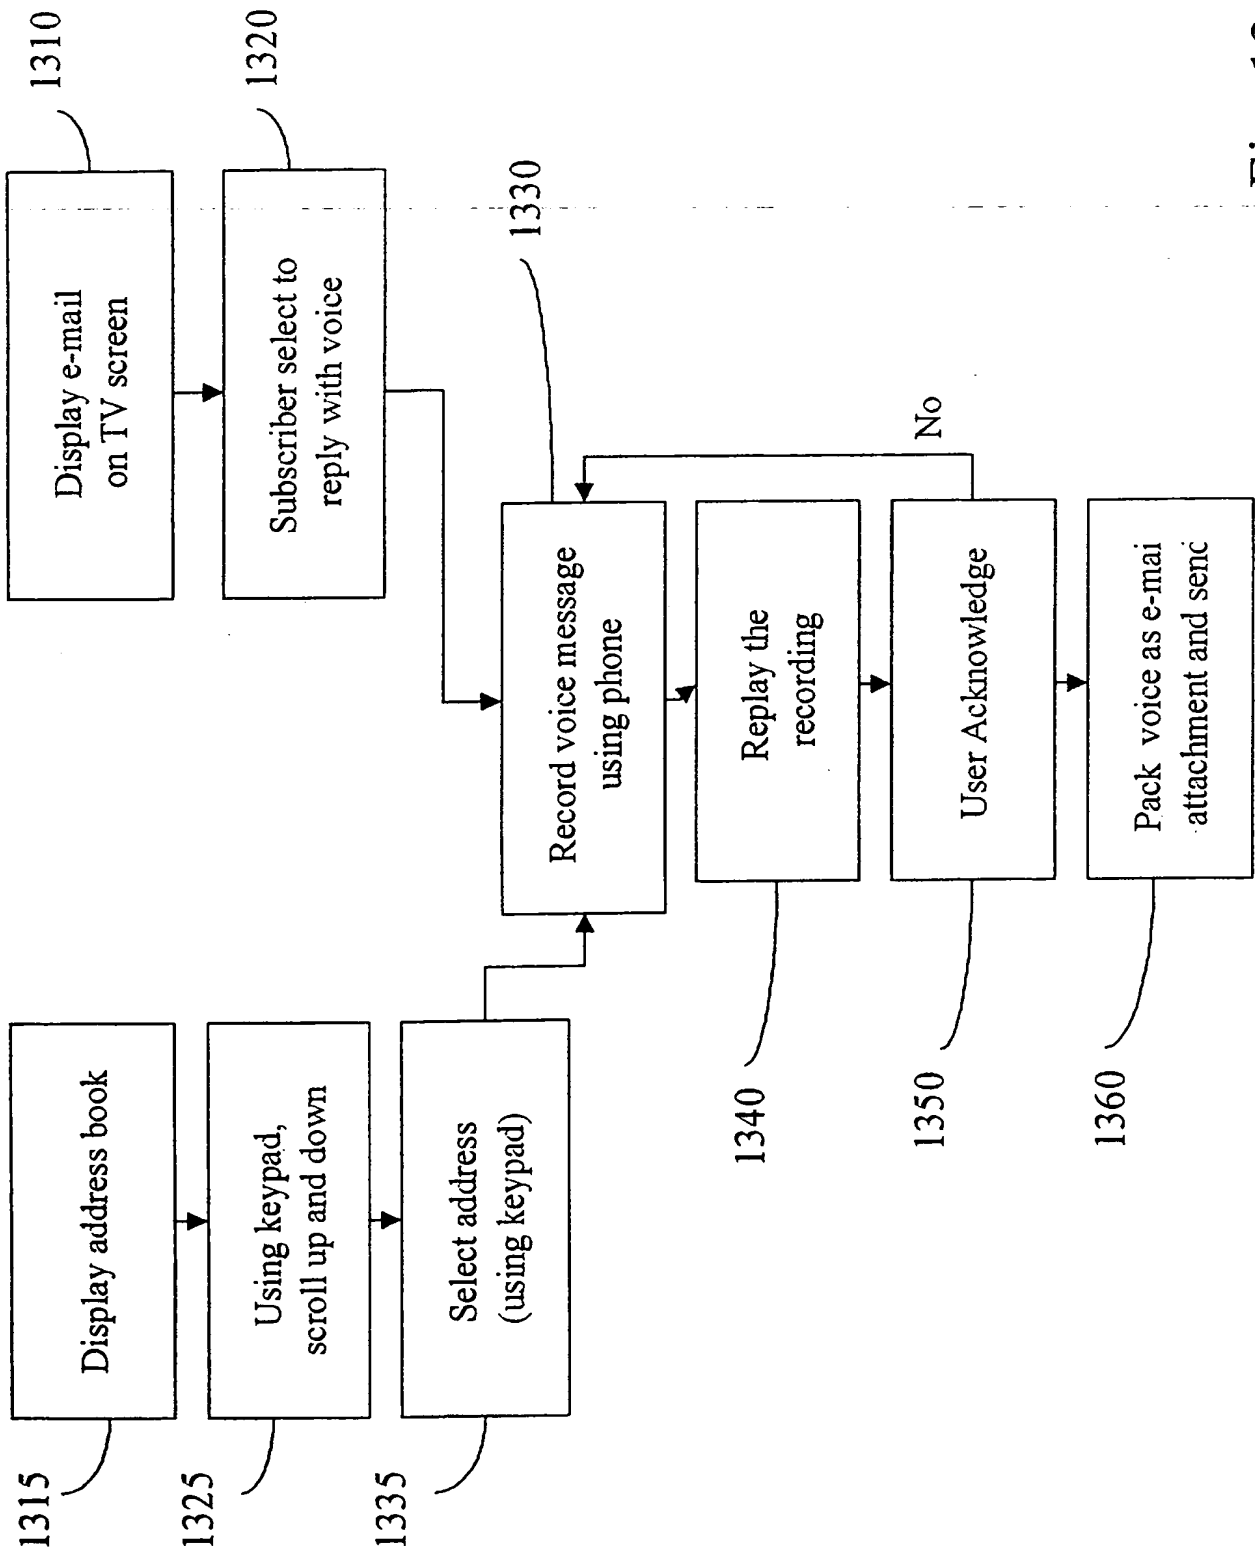 1310
Display e-mail
on TV screen
1320
Subscriber select to
reply with voice
1315
Display address book
1325
Using keypad,
scroll up and down
1335
Select address
(using keypad)
1330
Record voice message
using phone
1340
Replay the
recording
No
1350
User Acknowledge
1360
Pack voice as e-mai
attachment and send